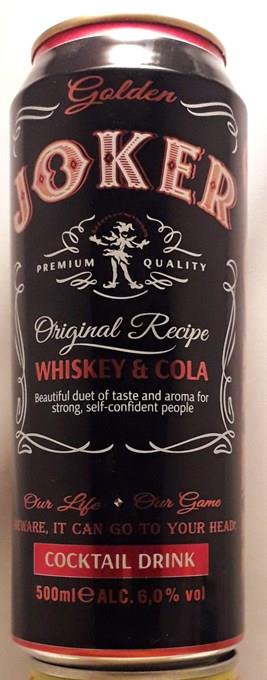 Golden
JOKER
PREMIUM QUALITY
Original Recipe
WHISKEY & COLA
Beautiful duet of taste and aroma for
strong, self-confident people
Our Life Our Game
BEWARE, IT CAN GO TO YOUR HEAD!
COCKTAIL DRINK
500ml℮ALC. 6,0% vol